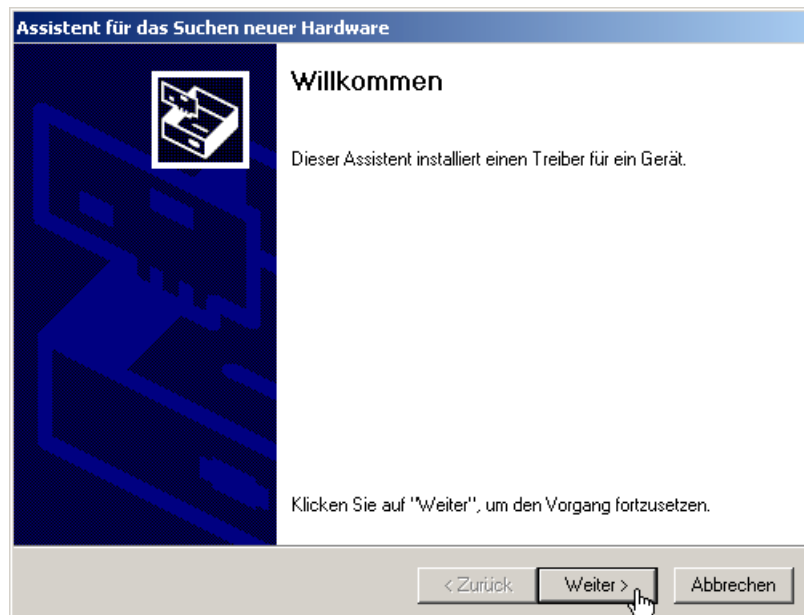 Assistent für das Suchen neuer Hardware
Willkommen
Dieser Assistent installiert einen Treiber für ein Gerät.
Klicken Sie auf "Weiter", um den Vorgang fortzusetzen.
< Zurück
Weiter >
Abbrechen